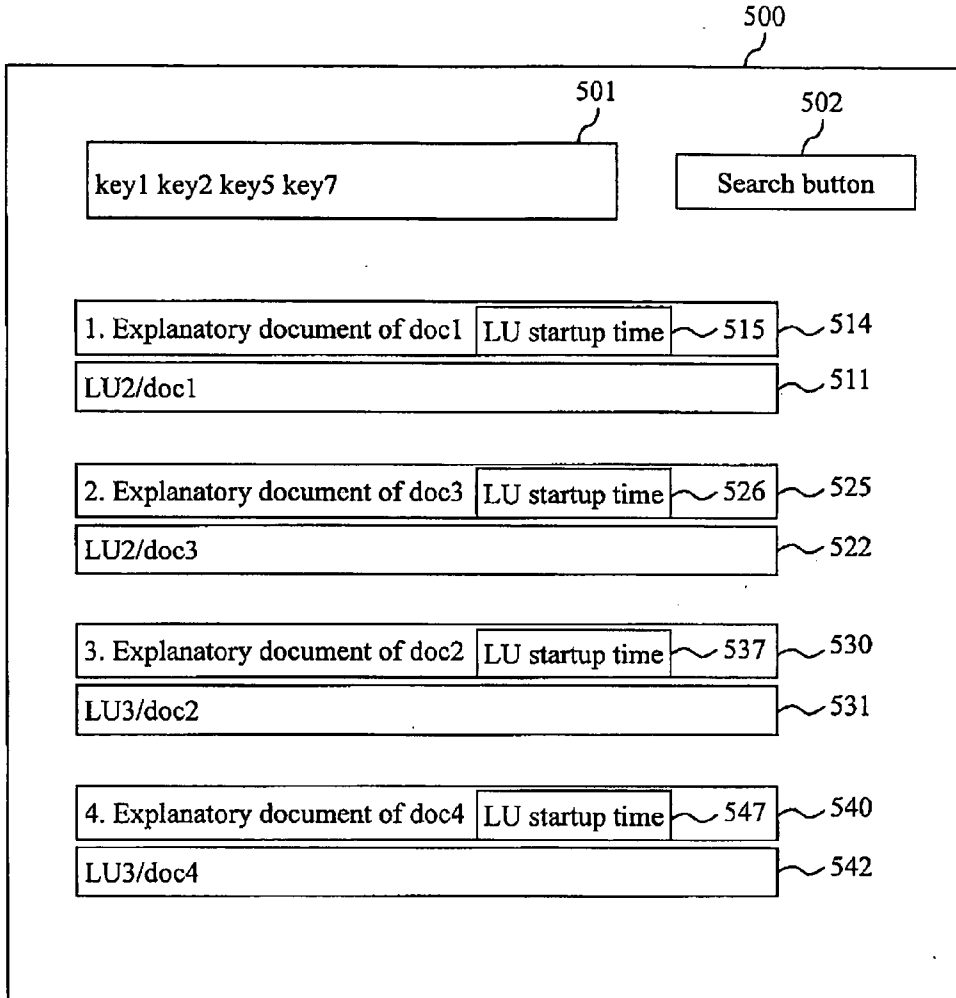 500
501
502
key1 key2 key5 key7
Search button
1. Explanatory document of doc1 LU startup time 515 514
LU2/doc1 511
2. Explanatory document of doc3 LU startup time 526 525
LU2/doc3 522
3. Explanatory document of doc2 LU startup time 537 530
LU3/doc2 531
4. Explanatory document of doc4 LU startup time 547 540
LU3/doc4 542